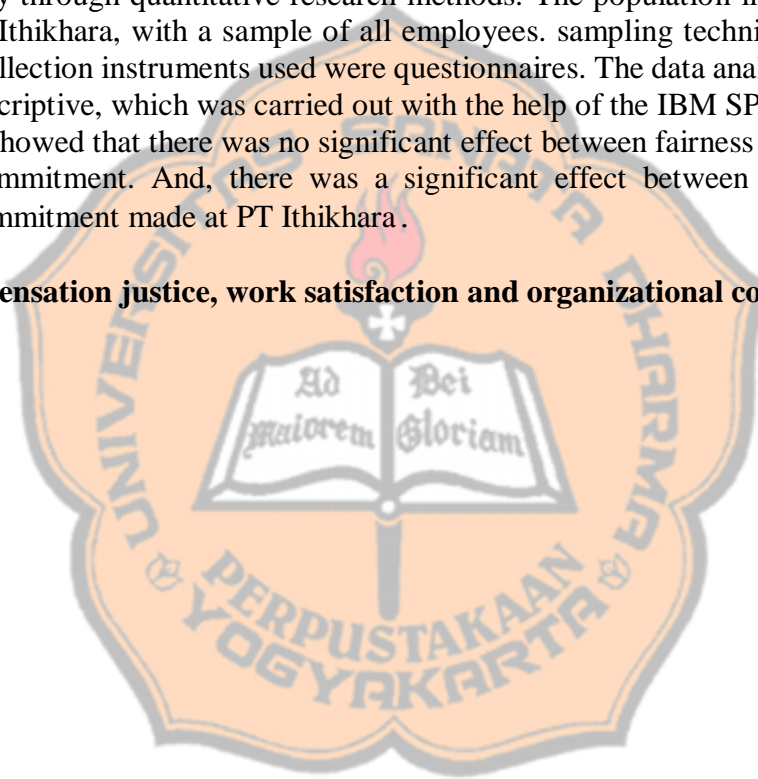 y through quantitative research methods. The population in
Ithikhara, with a sample of all employees. sampling techni
llection instruments used were questionnaires. The data anal
criptive, which was carried out with the help of the IBM SP
howed that there was no significant effect between fairness
mmitment. And, there was a significant effect between
mmitment made at PT Ithikhara.
ensation justice, work satisfaction and organizational co
UNIVERSITAS SANATA DHARMA
Ad Dei
Maiorem Gloriam
PERPUSTAKAAN
YOGYAKARTA